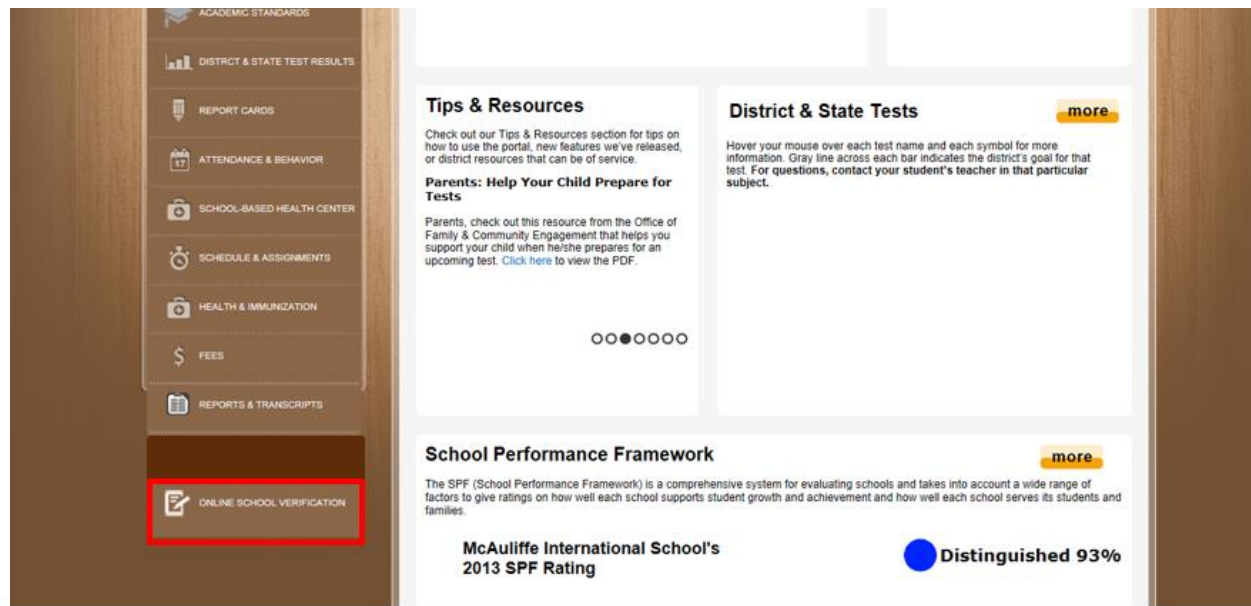 ACADEMIC STANDARDS
DISTRCT & STATE TEST RESULTS
REPORT CARDS
17
ATTENDANCE & BEHAVIOR
SCHOOL-BASED HEALTH CENTER
SCHEDULE & ASSIGNMENTS
HEALTH & IMMUNIZATION
$ FEES
REPORTS & TRANSCRIPTS
ONLINE SCHOOL VERIFICATION
Tips & Resources
Check out our Tips & Resources section for tips on
how to use the portal, new features we've released,
or district resources that can be of service.
Parents: Help Your Child Prepare for
Tests
Parents, check out this resource from the Office of
Family & Community Engagement that helps you
support your child when he/she prepares for an
upcoming test. Click here to view the PDF.
District & State Tests
more
Hover your mouse over each test name and each symbol for more
information. Gray line across each bar indicates the district's goal for that
test. For questions, contact your student's teacher in that particular
subject.
School Performance Framework
more
The SPF (School Performance Framework) is a comprehensive system for evaluating schools and takes into account a wide range of
factors to give ratings on how well each school supports student growth and achievement and how well each school serves its students and
families.
McAuliffe International School's
2013 SPF Rating
Distinguished 93%